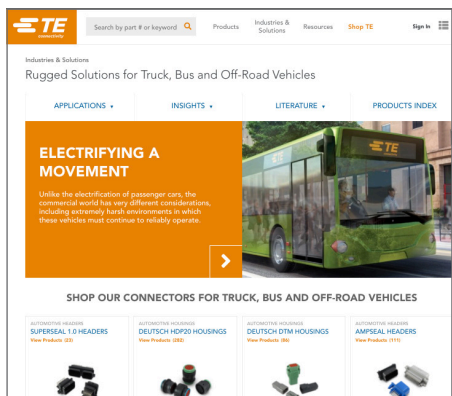 TE
connectivity
Search by part # or keyword
Products
Industries &
Solutions
Resources
Shop TE
Sign In
Industries & Solutions
Rugged Solutions for Truck, Bus and Off-Road Vehicles
APPLICATIONS
INSIGHTS
LITERATURE
PRODUCTS INDEX
ELECTRIFYING A
MOVEMENT
Unlike the electrification of passenger cars, the
commercial world has very different considerations,
including extremely harsh environments in which
these vehicles must continue to reliably operate.
TE
SHOP OUR CONNECTORS FOR TRUCK, BUS AND OFF-ROAD VEHICLES
AUTOMOTIVE HEADERS
SUPERSEAL 1.0 HEADERS
View Products (23)
AUTOMOTIVE HOUSINGS
DEUTSCH HDP20 HOUSINGS
View Products (252)
AUTOMOTIVE HOUSINGS
DEUTSCH DTM HOUSINGS
View Products (86)
AUTOMOTIVE HEADERS
AMPSEAL HEADERS
View Products (111)